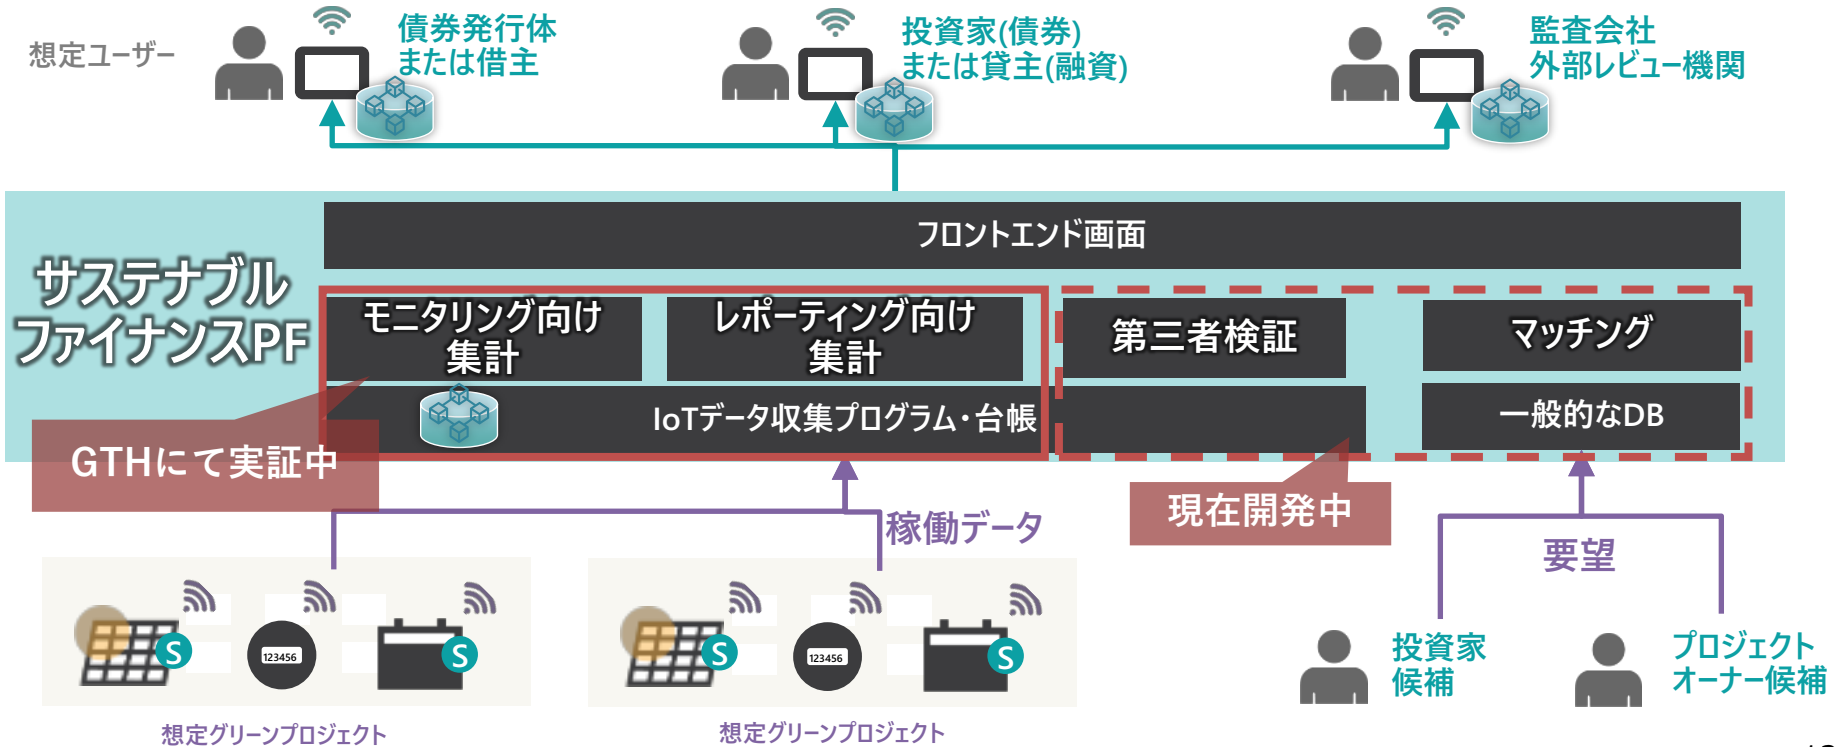 想定ユーザー
債券発行体
または借主
投資家(債券)
または貸主(融資)
監査会社
外部レビュー機関
フロントエンド画面
サステナブル
ファイナンスPF
モニタリング向け
集計
レポーティング向け
集計
第三者検証
マッチング
IoTデータ収集プログラム・台帳
一般的なDB
GTHにて実証中
現在開発中
稼働データ
要望
S
123456
S
S
123456
S
投資家
候補
プロジェクト
オーナー候補
想定グリーンプロジェクト
想定グリーンプロジェクト